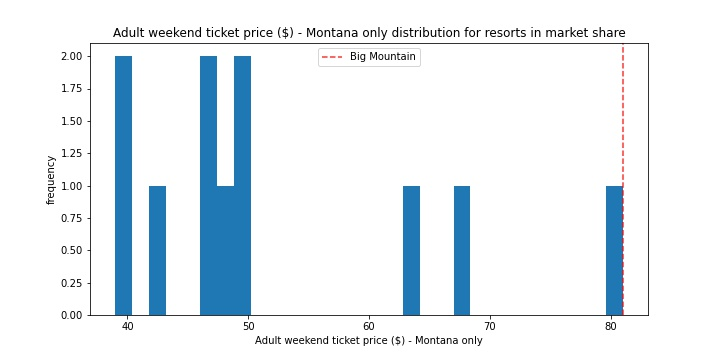 Adult weekend ticket price ($) - Montana only distribution for resorts in market share
Big Mountain
2.00
1.75
1.50
1.25
1.00
0.75
0.50
0.25
0.00
frequency
40 50 60 70 80
Adult weekend ticket price ($) - Montana only